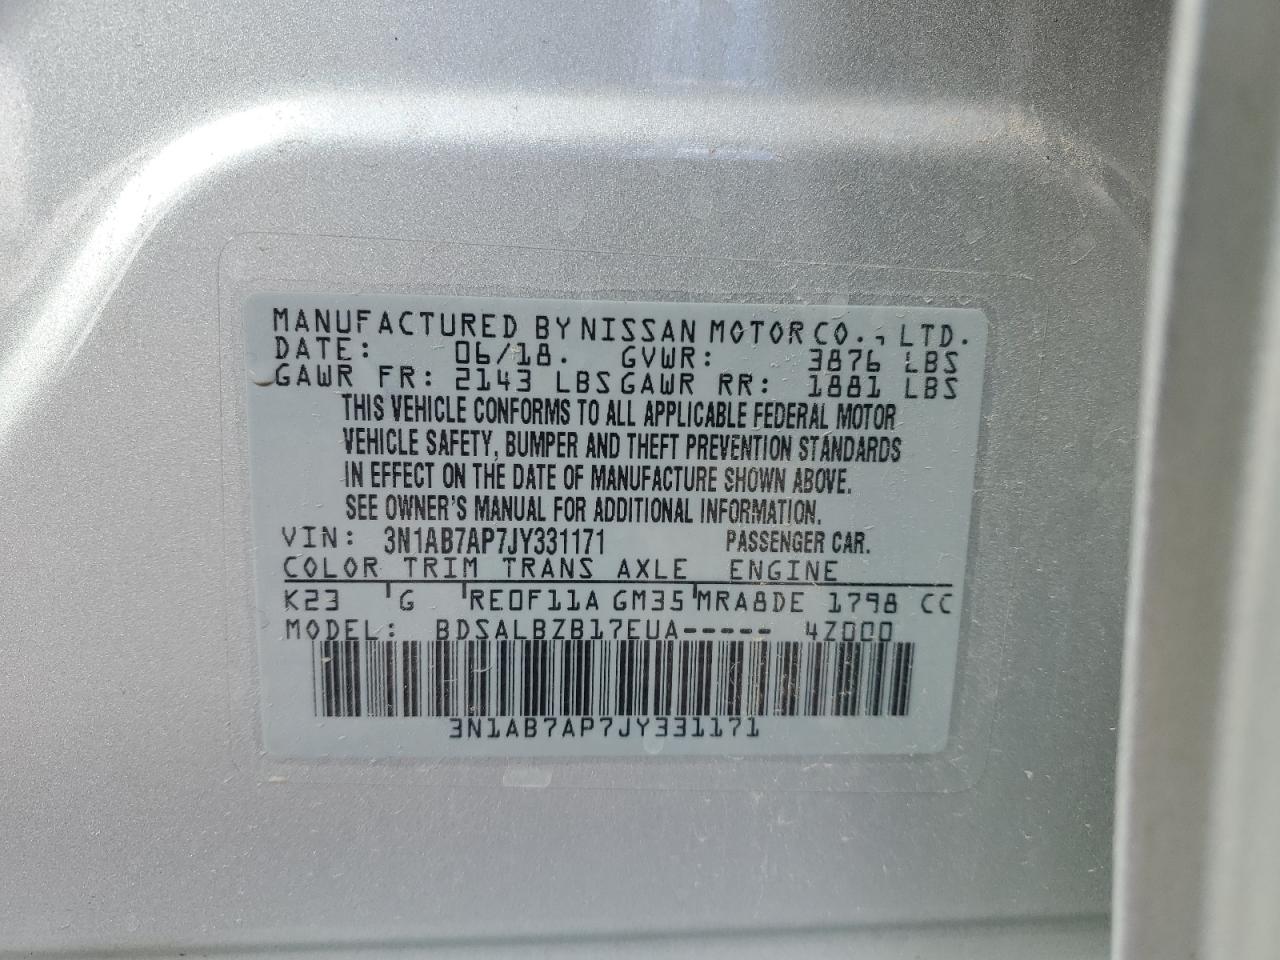 MANUFACTURED BY NISSAN MOTOR CO., LTD.
DATE: 06/18. GVWR: 3876 LBS
GAWR FR: 2143 LBS GAWR RR: 1881 LBS
THIS VEHICLE CONFORMS TO ALL APPLICABLE FEDERAL MOTOR
VEHICLE SAFETY, BUMPER AND THEFT PREVENTION STANDARDS
IN EFFECT ON THE DATE OF MANUFACTURE SHOWN ABOVE.
SEE OWNER'S MANUAL FOR ADDITIONAL INFORMATION.
VIN: 3N1AB7AP7JY331171 PASSENGER CAR.
COLOR TRIM TRANS AXLE ENGINE
K23 G RE0F11A GM35 MRA8DE 1798 CC
MODEL: BDSALBZB17EUA----- 4Z000
3N1AB7AP7JY331171